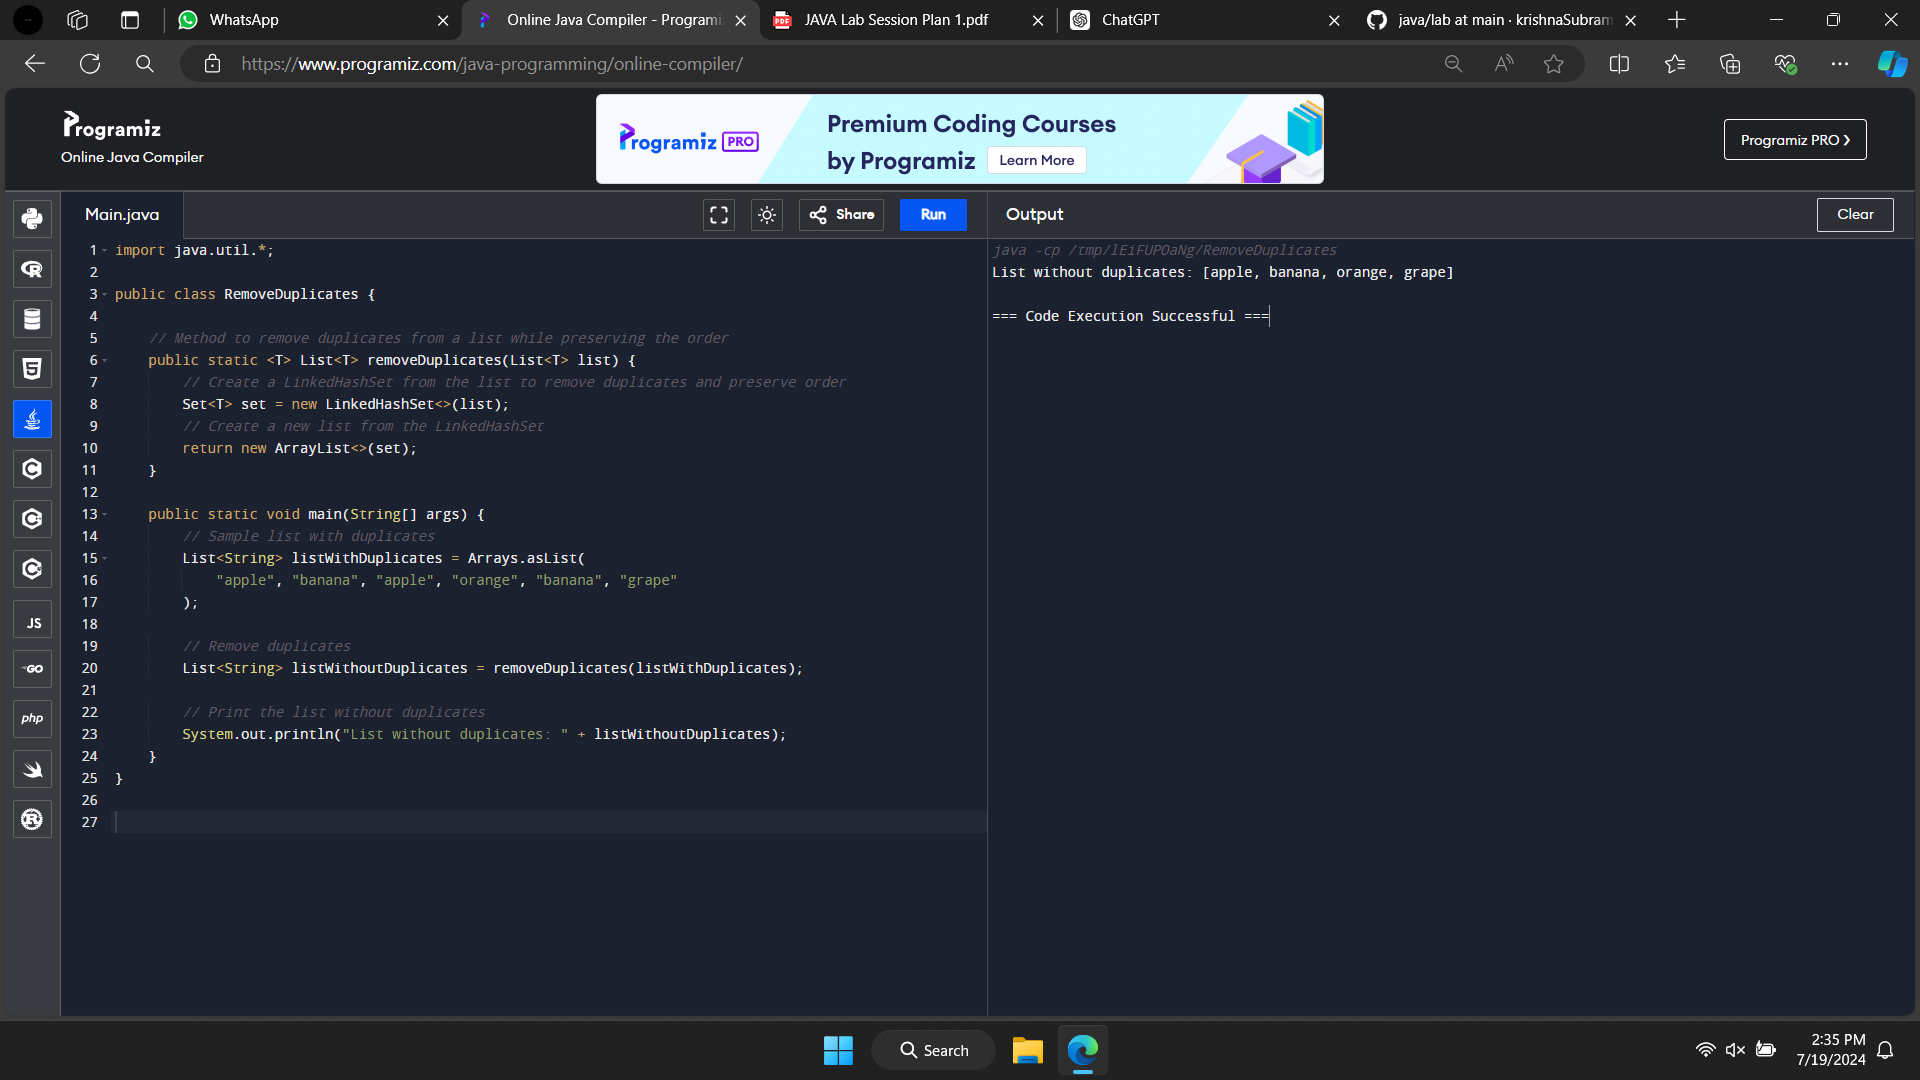 WhatsApp
Online Java Compiler - Programiz
JAVA Lab Session Plan 1.pdf
ChatGPT
java/lab at main · krishnaSubram
https://www.programiz.com/java-programming/online-compiler/
Programiz
Online Java Compiler
Programiz PRO
Premium Coding Courses
by Programiz
Learn More
Programiz PRO ›
Main.java
Share
Run
Output
Clear
1 import java.util.*;
2
3 public class RemoveDuplicates {
4
5 // Method to remove duplicates from a list while preserving the order
6 public static <T> List<T> removeDuplicates(List<T> list) {
7 // Create a LinkedHashSet from the list to remove duplicates and preserve order
8 Set<T> set = new LinkedHashSet<>(list);
9 // Create a new list from the LinkedHashSet
10 return new ArrayList<>(set);
11 }
12
13 public static void main(String[] args) {
14 // Sample list with duplicates
15 List<String> listWithDuplicates = Arrays.asList(
16 "apple", "banana", "apple", "orange", "banana", "grape"
17 );
18
19 // Remove duplicates
20 List<String> listWithoutDuplicates = removeDuplicates(listWithDuplicates);
21
22 // Print the list without duplicates
23 System.out.println("List without duplicates: " + listWithoutDuplicates);
24 }
25 }
26
27
java -cp /tmp/lEiFUPOaNg/RemoveDuplicates
List without duplicates: [apple, banana, orange, grape]
=== Code Execution Successful ===
JS
GO
php
Search
2:35 PM
7/19/2024